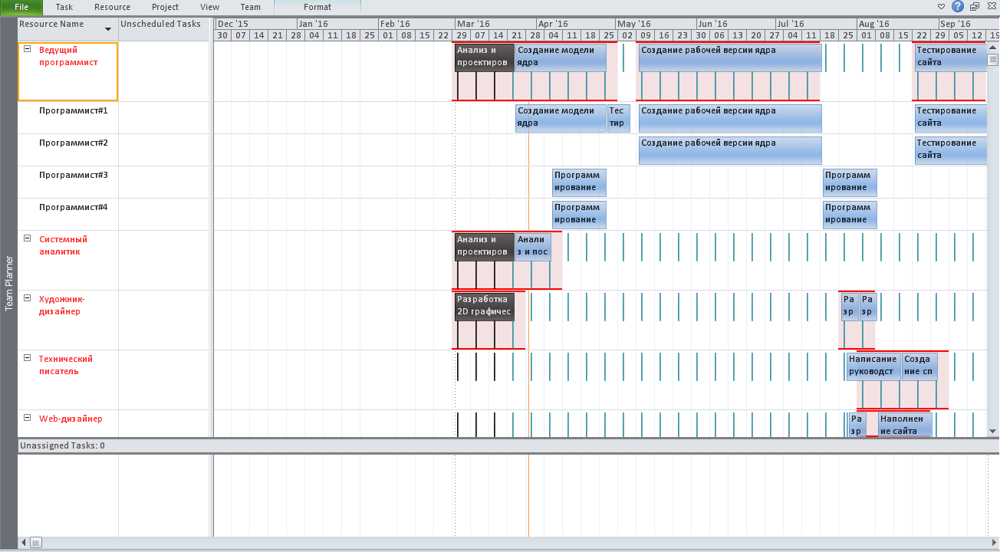 File Task Resource Project View Team Format
Resource Name Unscheduled Tasks Dec '15 Jan '16 Feb '16 Mar '16 Apr '16 May '16 Jun '16 Jul '16 Aug '16 Sep '16
30 07 14 21 28 04 11 18 25 01 08 15 22 29 07 14 21 28 04 11 18 25 02 09 16 23 30 06 13 20 27 04 11 18 25 01 08 15 22 29 05 12 19
Ведущий Анализ и Создание модели Создание рабочей версии ядра Тестирование
программист проектиров ядра сайта
Программист#1 Создание модели Тес Создание рабочей версии ядра Тестирование
ядра тир сайта
Программист#2 Создание рабочей версии ядра Тестирование
сайта
Программист#3 Программ Программ
ирование ирование
Программист#4 Программ Программ
ирование ирование
Системный Анализ и Анали
аналитик проектиров з и пос
Художник- Разработка Ра Ра
дизайнер 2D графичес зр зр
Технический Написание Созда
писатель руководст ние сп
Web-дизайнер Ра Наполнен
зр ие сайта
Team Planner
Unassigned Tasks: 0